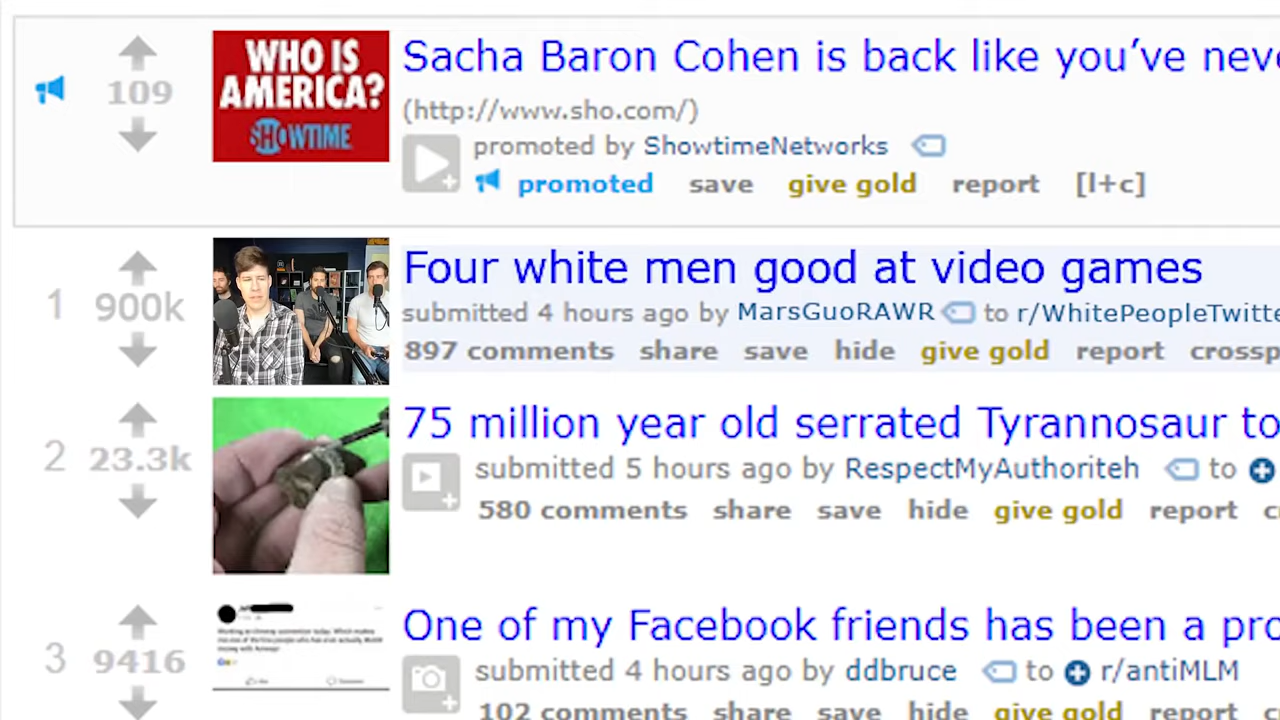 WHO IS
AMERICA?
SHOWTIME
109
Sacha Baron Cohen is back like you've
(http://www.sho.com/)
promoted by ShowtimeNetworks
promoted save give gold report [l+c]
1
900k
Four white men good at video games
submitted 4 hours ago by MarsGuoRAWR to r/WhitePeopleTwitte
897 comments share save hide give gold report crossp
2
23.3k
75 million year old serrated Tyrannosaur to
submitted 5 hours ago by RespectMyAuthoriteh to
580 comments share save hide give gold report
3
9416
One of my Facebook friends has been a pro
submitted 4 hours ago by ddbruce to r/antiMLM
102 comments share save hide give gold report